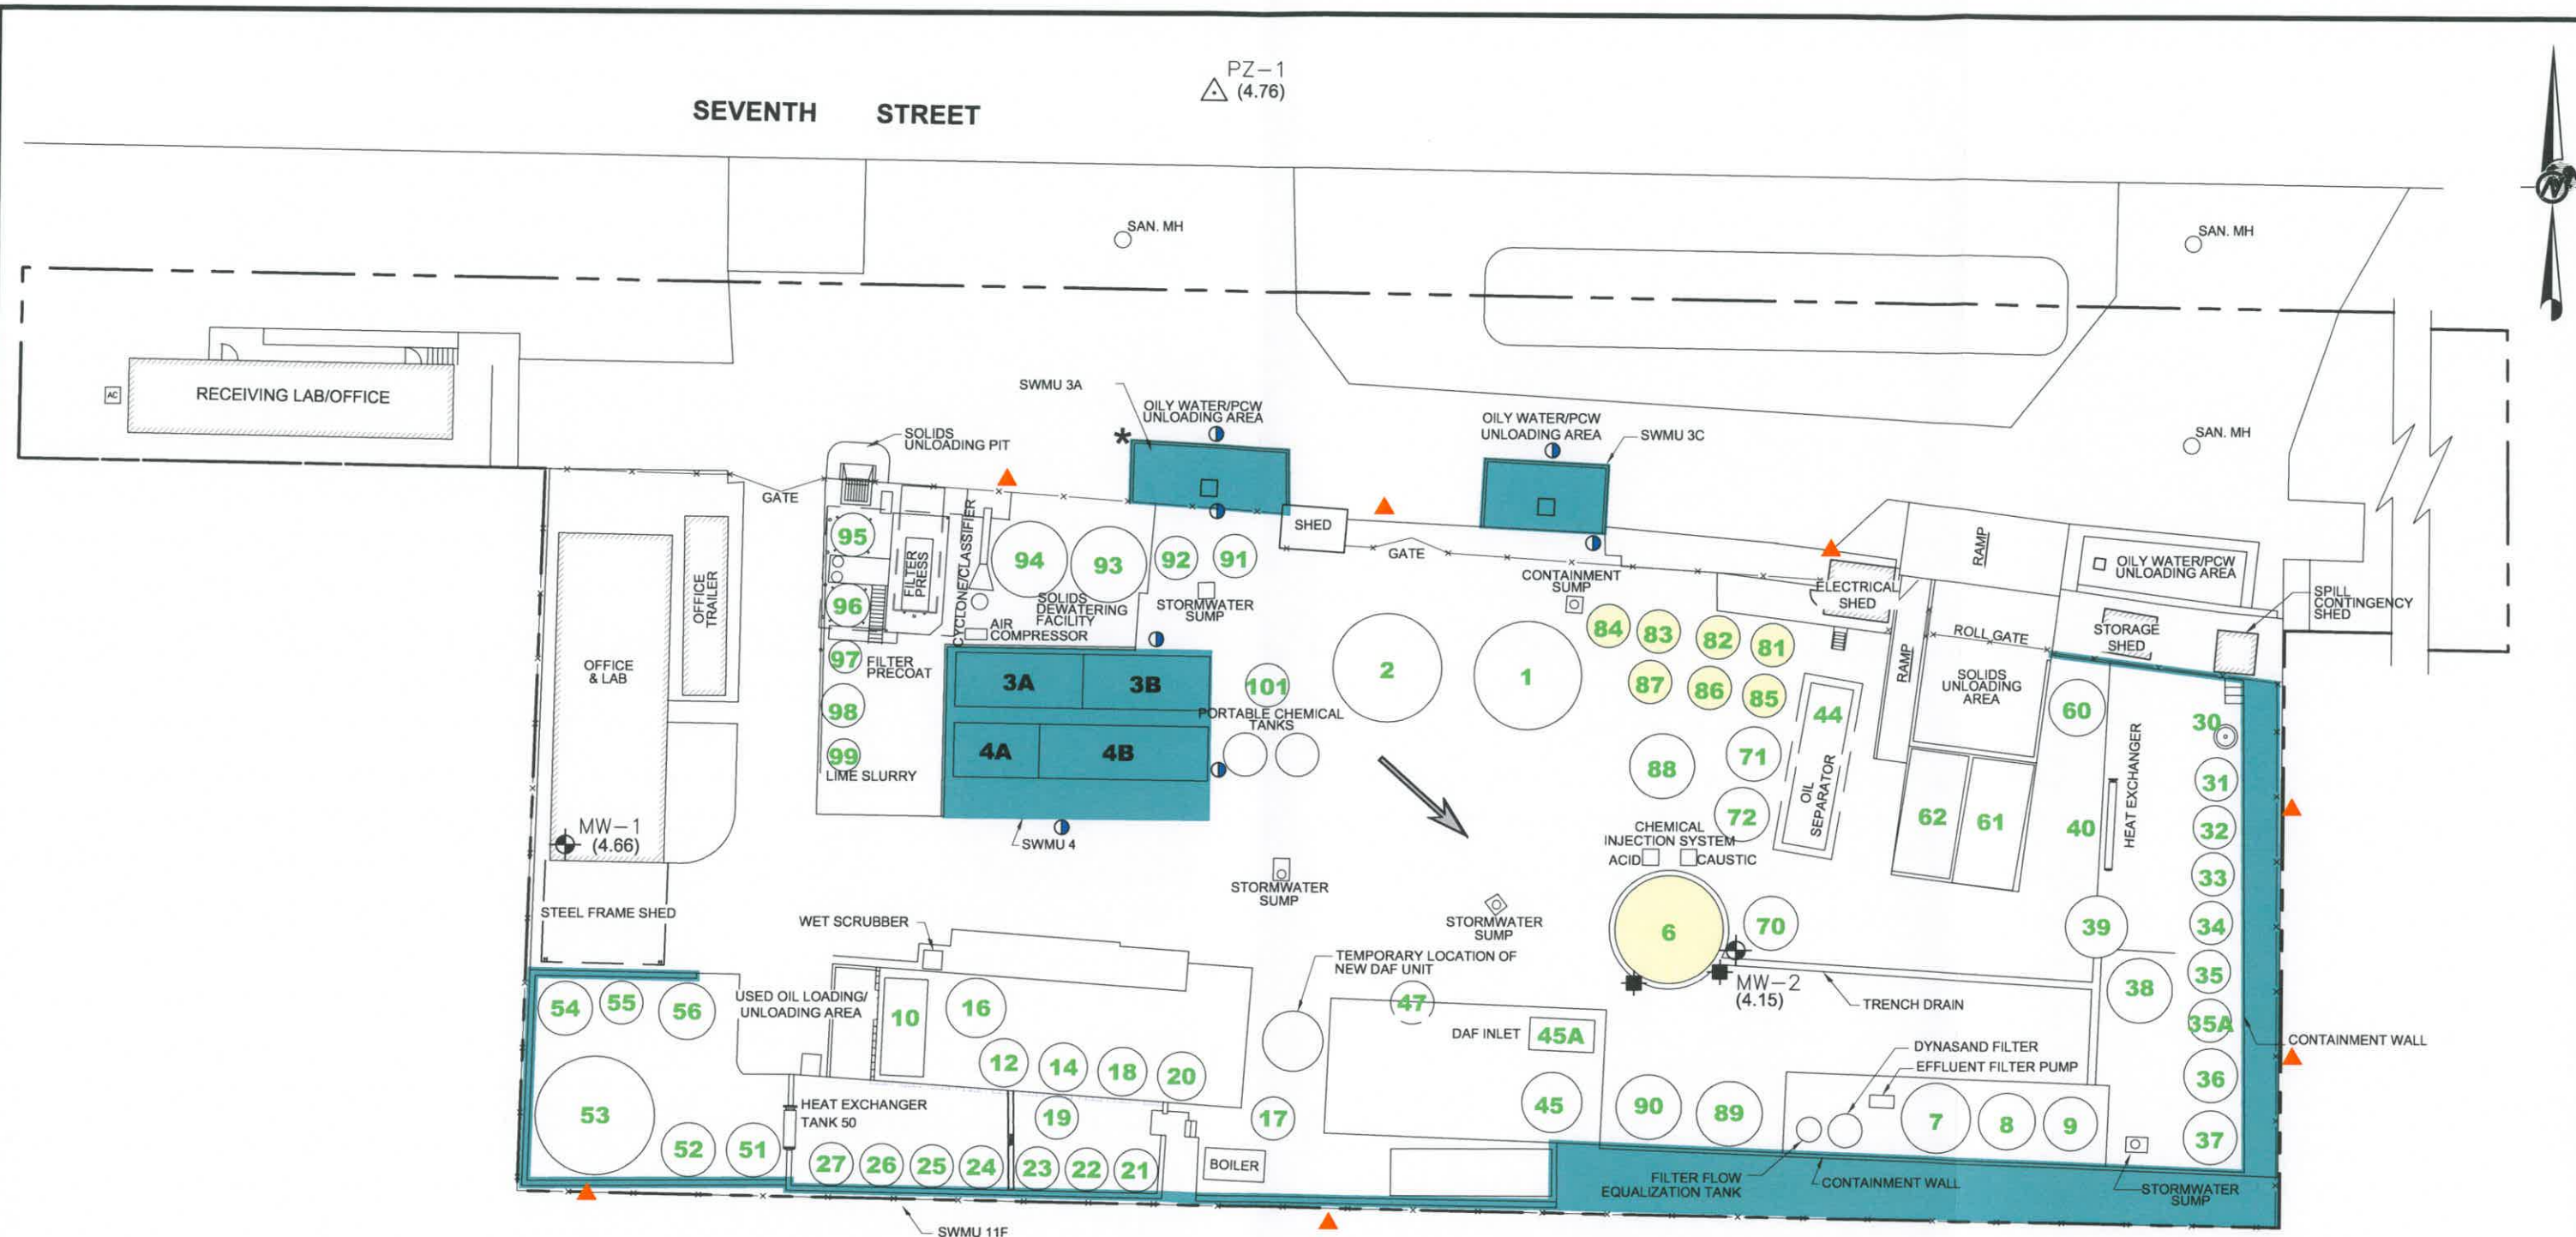 PZ-1
(4.76)
SEVENTH STREET
N
SAN. MH
SAN. MH
RECEIVING LAB/OFFICE
AC
SWMU 3A
OILY WATER/PCW
UNLOADING AREA
*
OILY WATER/PCW
UNLOADING AREA
SWMU 3C
SAN. MH
SOLIDS
UNLOADING PIT
GATE
95
FILTER
PRESS
CYCLONE/CLASSIFIER
94
93
92
91
SHED
GATE
CONTAINMENT
SUMP
ELECTRICAL
SHED
RAMP
OILY WATER/PCW
UNLOADING AREA
SPILL
CONTINGENCY
SHED
OFFICE
TRAILER
96
SOLIDS
DEWATERING
FACILITY
AIR
COMPRESSOR
STORMWATER
SUMP
84
83
82
81
ROLL GATE
STORAGE
SHED
OFFICE
& LAB
97
FILTER
PRECOAT
98
99
LIME SLURRY
3A
3B
4A
4B
SWMU 4
101
PORTABLE CHEMICAL
TANKS
2
1
87
86
85
44
OIL
SEPARATOR
RAMP
SOLIDS
UNLOADING
AREA
60
30
HEAT EXCHANGER
88
71
72
62
61
40
31
32
33
34
35
35A
36
37
MW-1
(4.66)
CHEMICAL
INJECTION SYSTEM
ACID
CAUSTIC
STORMWATER
SUMP
STORMWATER
SUMP
6
70
39
38
STEEL FRAME SHED
WET SCRUBBER
TEMPORARY LOCATION OF
NEW DAF UNIT
MW-2
(4.15)
TRENCH DRAIN
54
55
56
USED OIL LOADING/
UNLOADING AREA
10
16
47
DAF INLET
45A
DYNASAND FILTER
EFFLUENT FILTER PUMP
CONTAINMENT WALL
12
14
18
20
53
HEAT EXCHANGER
TANK 50
19
17
45
90
89
7
8
9
52
51
27
26
25
24
23
22
21
BOILER
FILTER FLOW
EQUALIZATION TANK
CONTAINMENT WALL
STORMWATER
SUMP
SWMU 11F